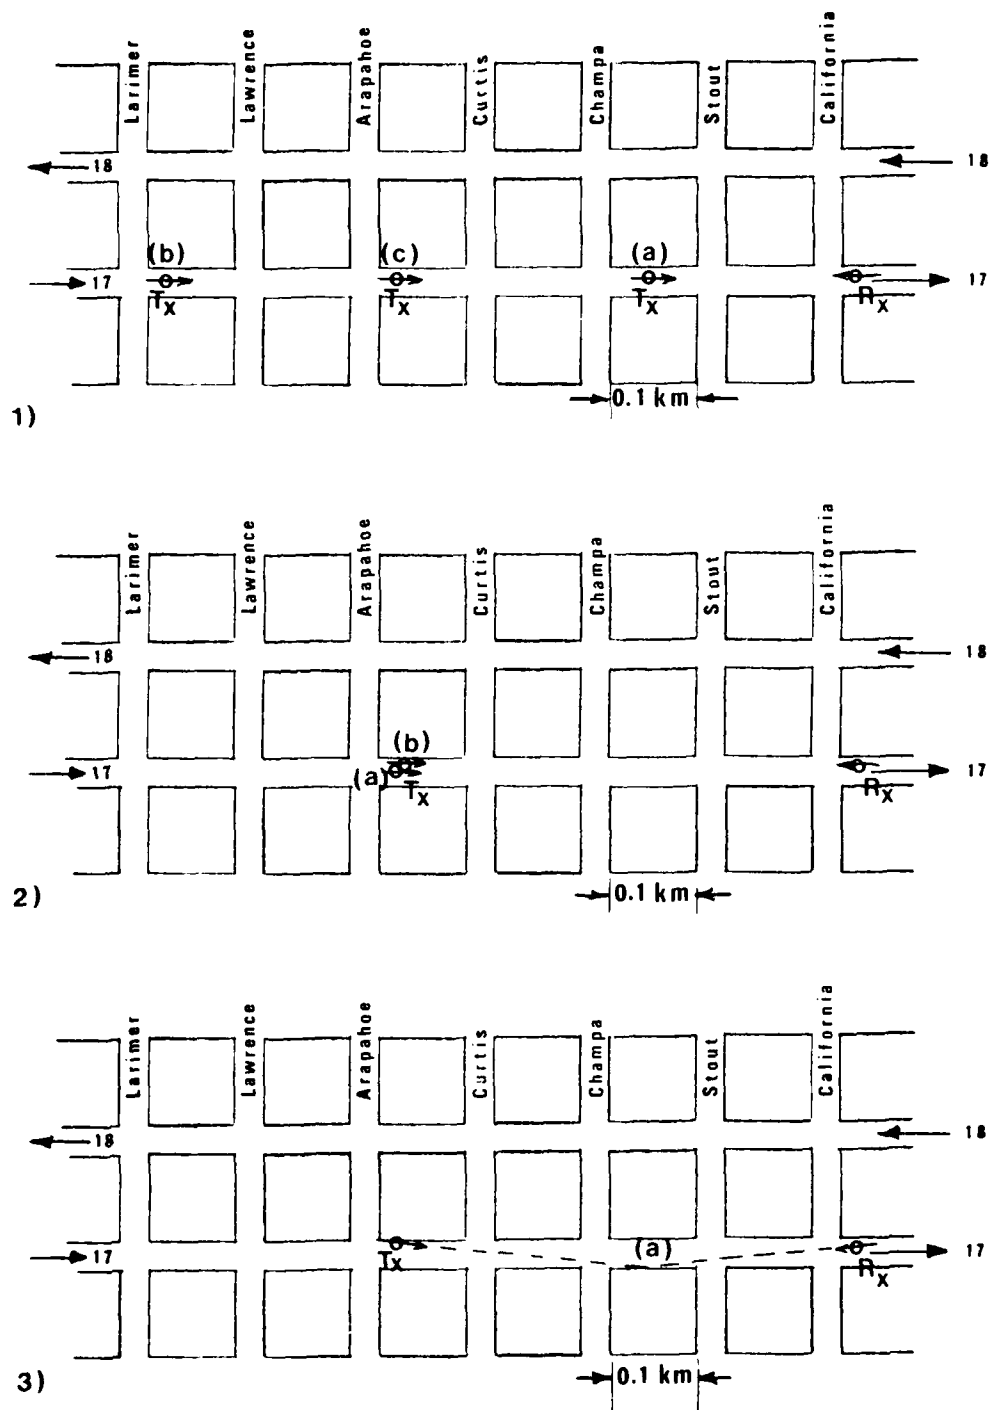 Larimer
Lawrence
Arapahoe
Curtis
Champa
Stout
California
18
18
(b)
(c)
(a)
17
17
Tx
Tx
Tx
Rx
0.1 km
1)
Larimer
Lawrence
Arapahoe
Curtis
Champa
Stout
California
18
18
(b)
(a)
17
17
Tx
Rx
0.1 km
2)
Larimer
Lawrence
Arapahoe
Curtis
Champa
Stout
California
18
18
(a)
17
17
Tx
Rx
0.1 km
3)